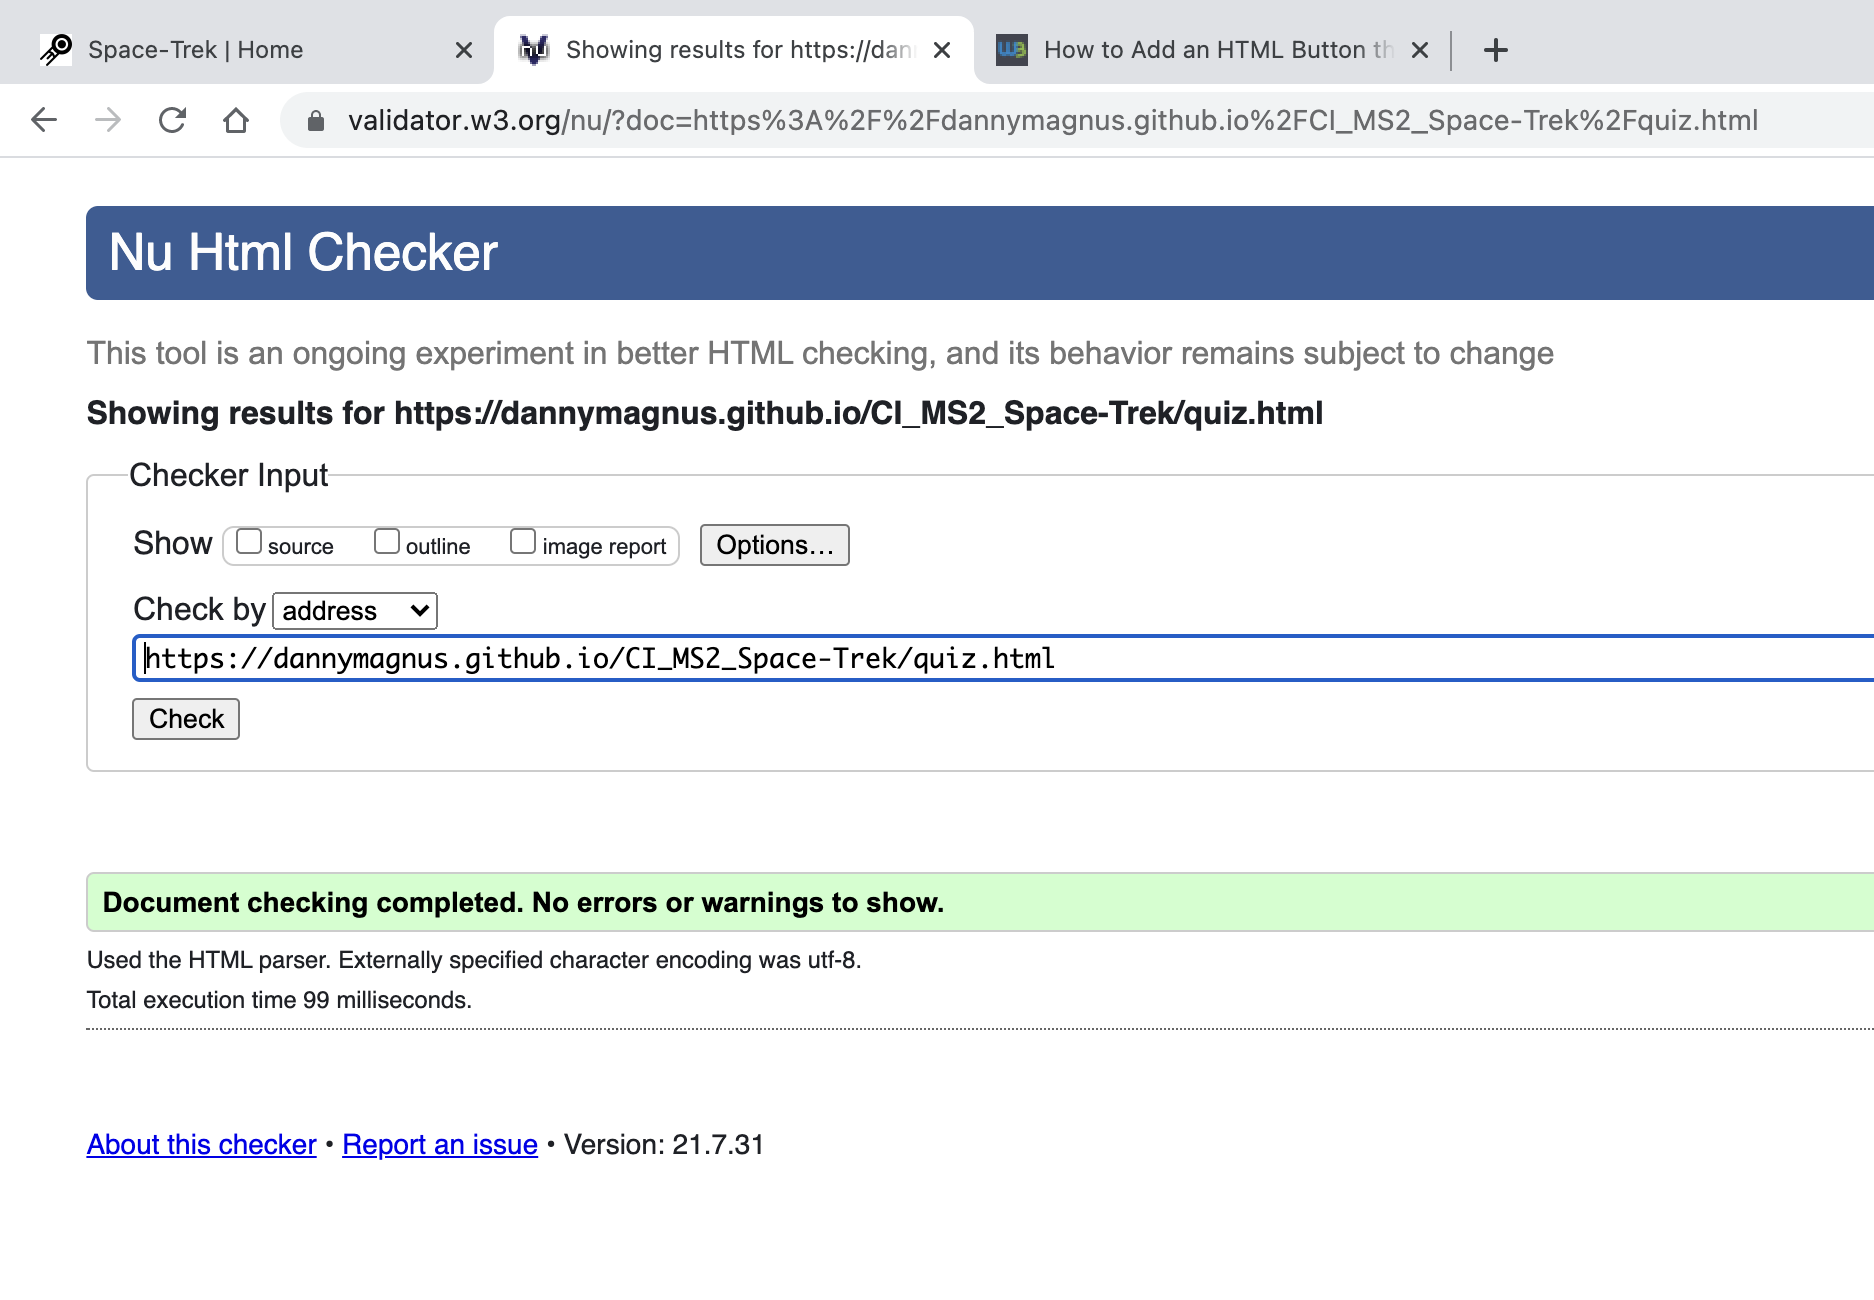 Space-Trek | Home
Showing results for https://dan
How to Add an HTML Button th
validator.w3.org/nu/?doc=https%3A%2F%2Fdannymagnus.github.io%2FCI_MS2_Space-Trek%2Fquiz.html
Nu Html Checker
This tool is an ongoing experiment in better HTML checking, and its behavior remains subject to change
Showing results for https://dannymagnus.github.io/CI_MS2_Space-Trek/quiz.html
Checker Input
Show source outline image report Options...
Check by address
https://dannymagnus.github.io/CI_MS2_Space-Trek/quiz.html
Check
Document checking completed. No errors or warnings to show.
Used the HTML parser. Externally specified character encoding was utf-8.
Total execution time 99 milliseconds.
About this checker • Report an issue • Version: 21.7.31